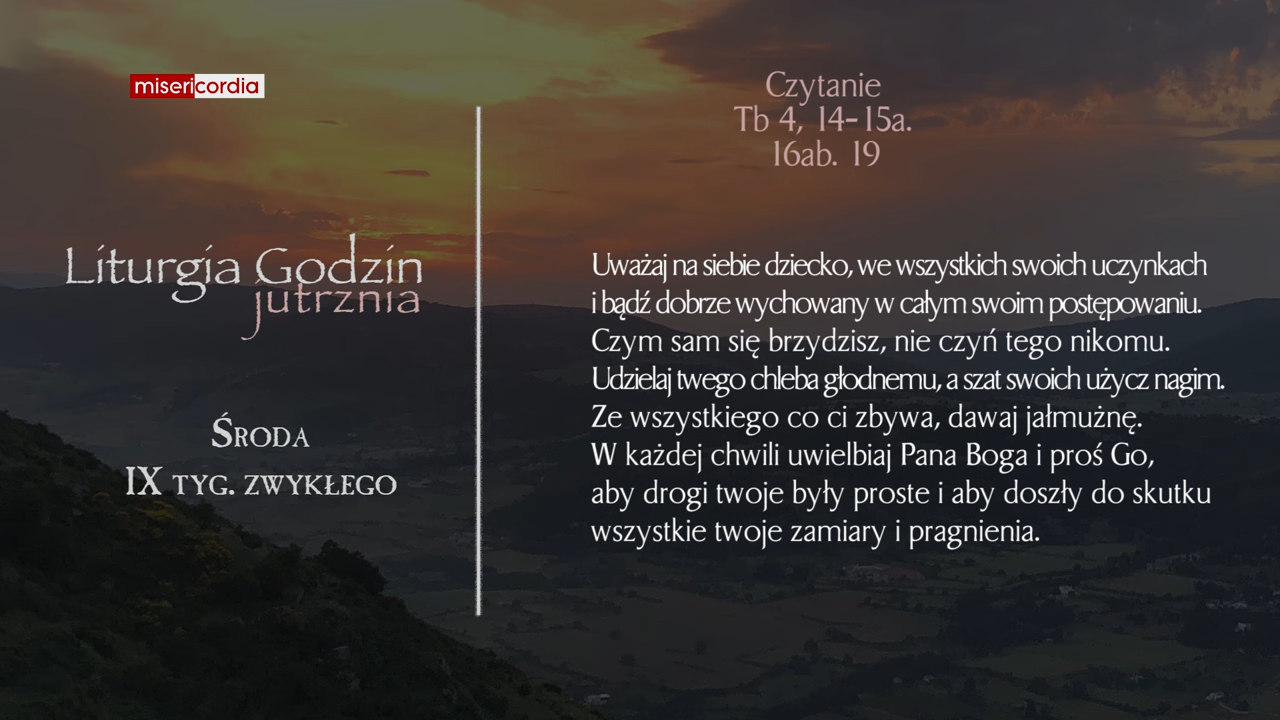 misericordia
Liturgia Godzin
jutrznia
Środa
IX tyg. zwykłego
Czytanie
Tb 4, 14-15a.
16ab. 19
Uważaj na siebie dziecko, we wszystkich swoich uczynkach
i bądź dobrze wychowany w całym swoim postępowaniu.
Czym sam się brzydzisz, nie czyń tego nikomu.
Udzielaj twego chleba głodnemu, a szat swoich użycz nagim.
Ze wszystkiego co ci zbywa, dawaj jałmużnę.
W każdej chwili uwielbiaj Pana Boga i proś Go,
aby drogi twoje były proste i aby doszły do skutku
wszystkie twoje zamiary i pragnienia.